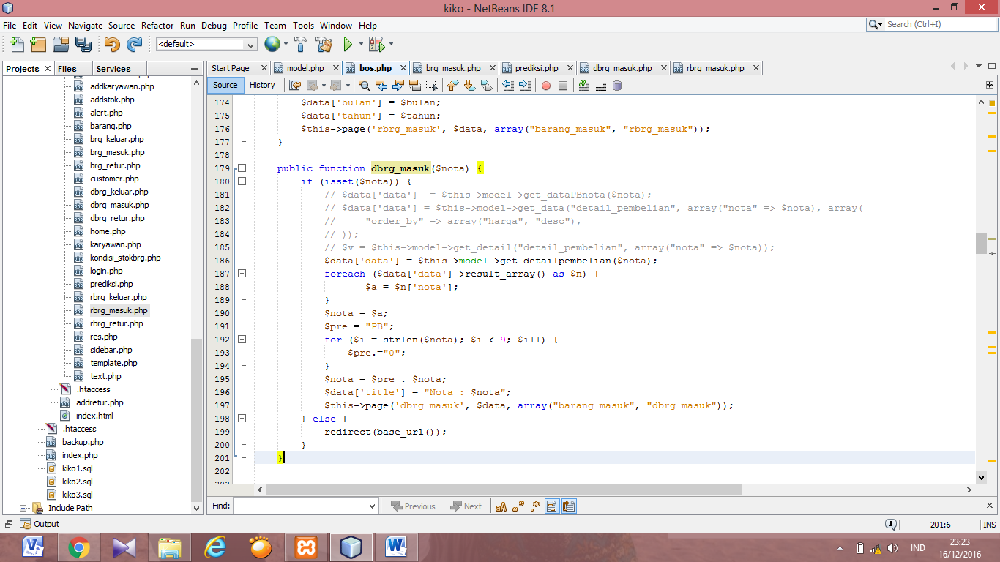 kiko - NetBeans IDE 8.1
File Edit View Navigate Source Refactor Run Debug Profile Team Tools Window Help
Search (Ctrl+I)
<default>
Projects Files Services
addkaryawan.php
addstok.php
alert.php
barang.php
brg_keluar.php
brg_masuk.php
brg_retur.php
customer.php
dbrg_keluar.php
dbrg_masuk.php
dbrg_retur.php
home.php
karyawan.php
kondisi_stokbrg.php
login.php
prediksi.php
rbrg_keluar.php
rbrg_masuk.php
rbrg_retur.php
res.php
sidebar.php
template.php
text.php
.htaccess
addretur.php
index.html
.htaccess
backup.php
index.php
kiko1.sql
kiko2.sql
kiko3.sql
Include Path
Start Page model.php bos.php brg_masuk.php prediksi.php dbrg_masuk.php rbrg_masuk.php
Source History
174 $data['bulan'] = $bulan;
175 $data['tahun'] = $tahun;
176 $this->page('rbrg_masuk', $data, array("barang_masuk", "rbrg_masuk"));
177 }
178
179 public function dbrg_masuk($nota) {
180 if (isset($nota)) {
181 // $data['data']  = $this->model->get_dataPBnota($nota);
182 // $data['data'] = $this->model->get_data("detail_pembelian", array("nota" => $nota), array(
183 //     "order_by" => array("harga", "desc"),
184 // ));
185 // $v = $this->model->get_detail("detail_pembelian", array("nota" => $nota));
186 $data['data'] = $this->model->get_detailpembelian($nota);
187 foreach ($data['data']->result_array() as $n) {
188 $a = $n['nota'];
189 }
190 $nota = $a;
191 $pre = "PB";
192 for ($i = strlen($nota); $i < 9; $i++) {
193 $pre.="0";
194 }
195 $nota = $pre . $nota;
196 $data['title'] = "Nota : $nota";
197 $this->page('dbrg_masuk', $data, array("barang_masuk", "dbrg_masuk"));
198 } else {
199 redirect(base_url());
200 }
201 }
202
Find: Previous Next
Output
1 201:6 INS
IND
23:23
16/12/2016